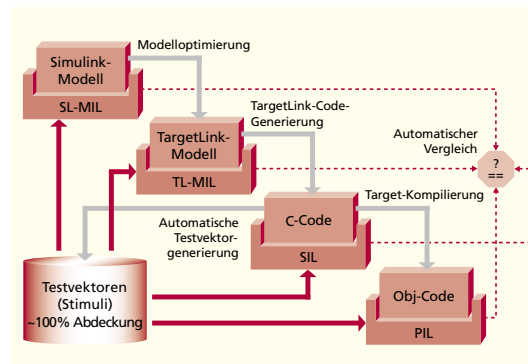 Modelloptimierung
Simulink-
Modell
SL-MIL
TargetLink-Code-
Generierung
TargetLink-
Modell
TL-MIL
Automatischer
Vergleich
?
==
Target-Kompilierung
C-Code
SIL
Automatische
Testvektor-
generierung
Testvektoren
(Stimuli)
~100% Abdeckung
Obj-Code
PIL